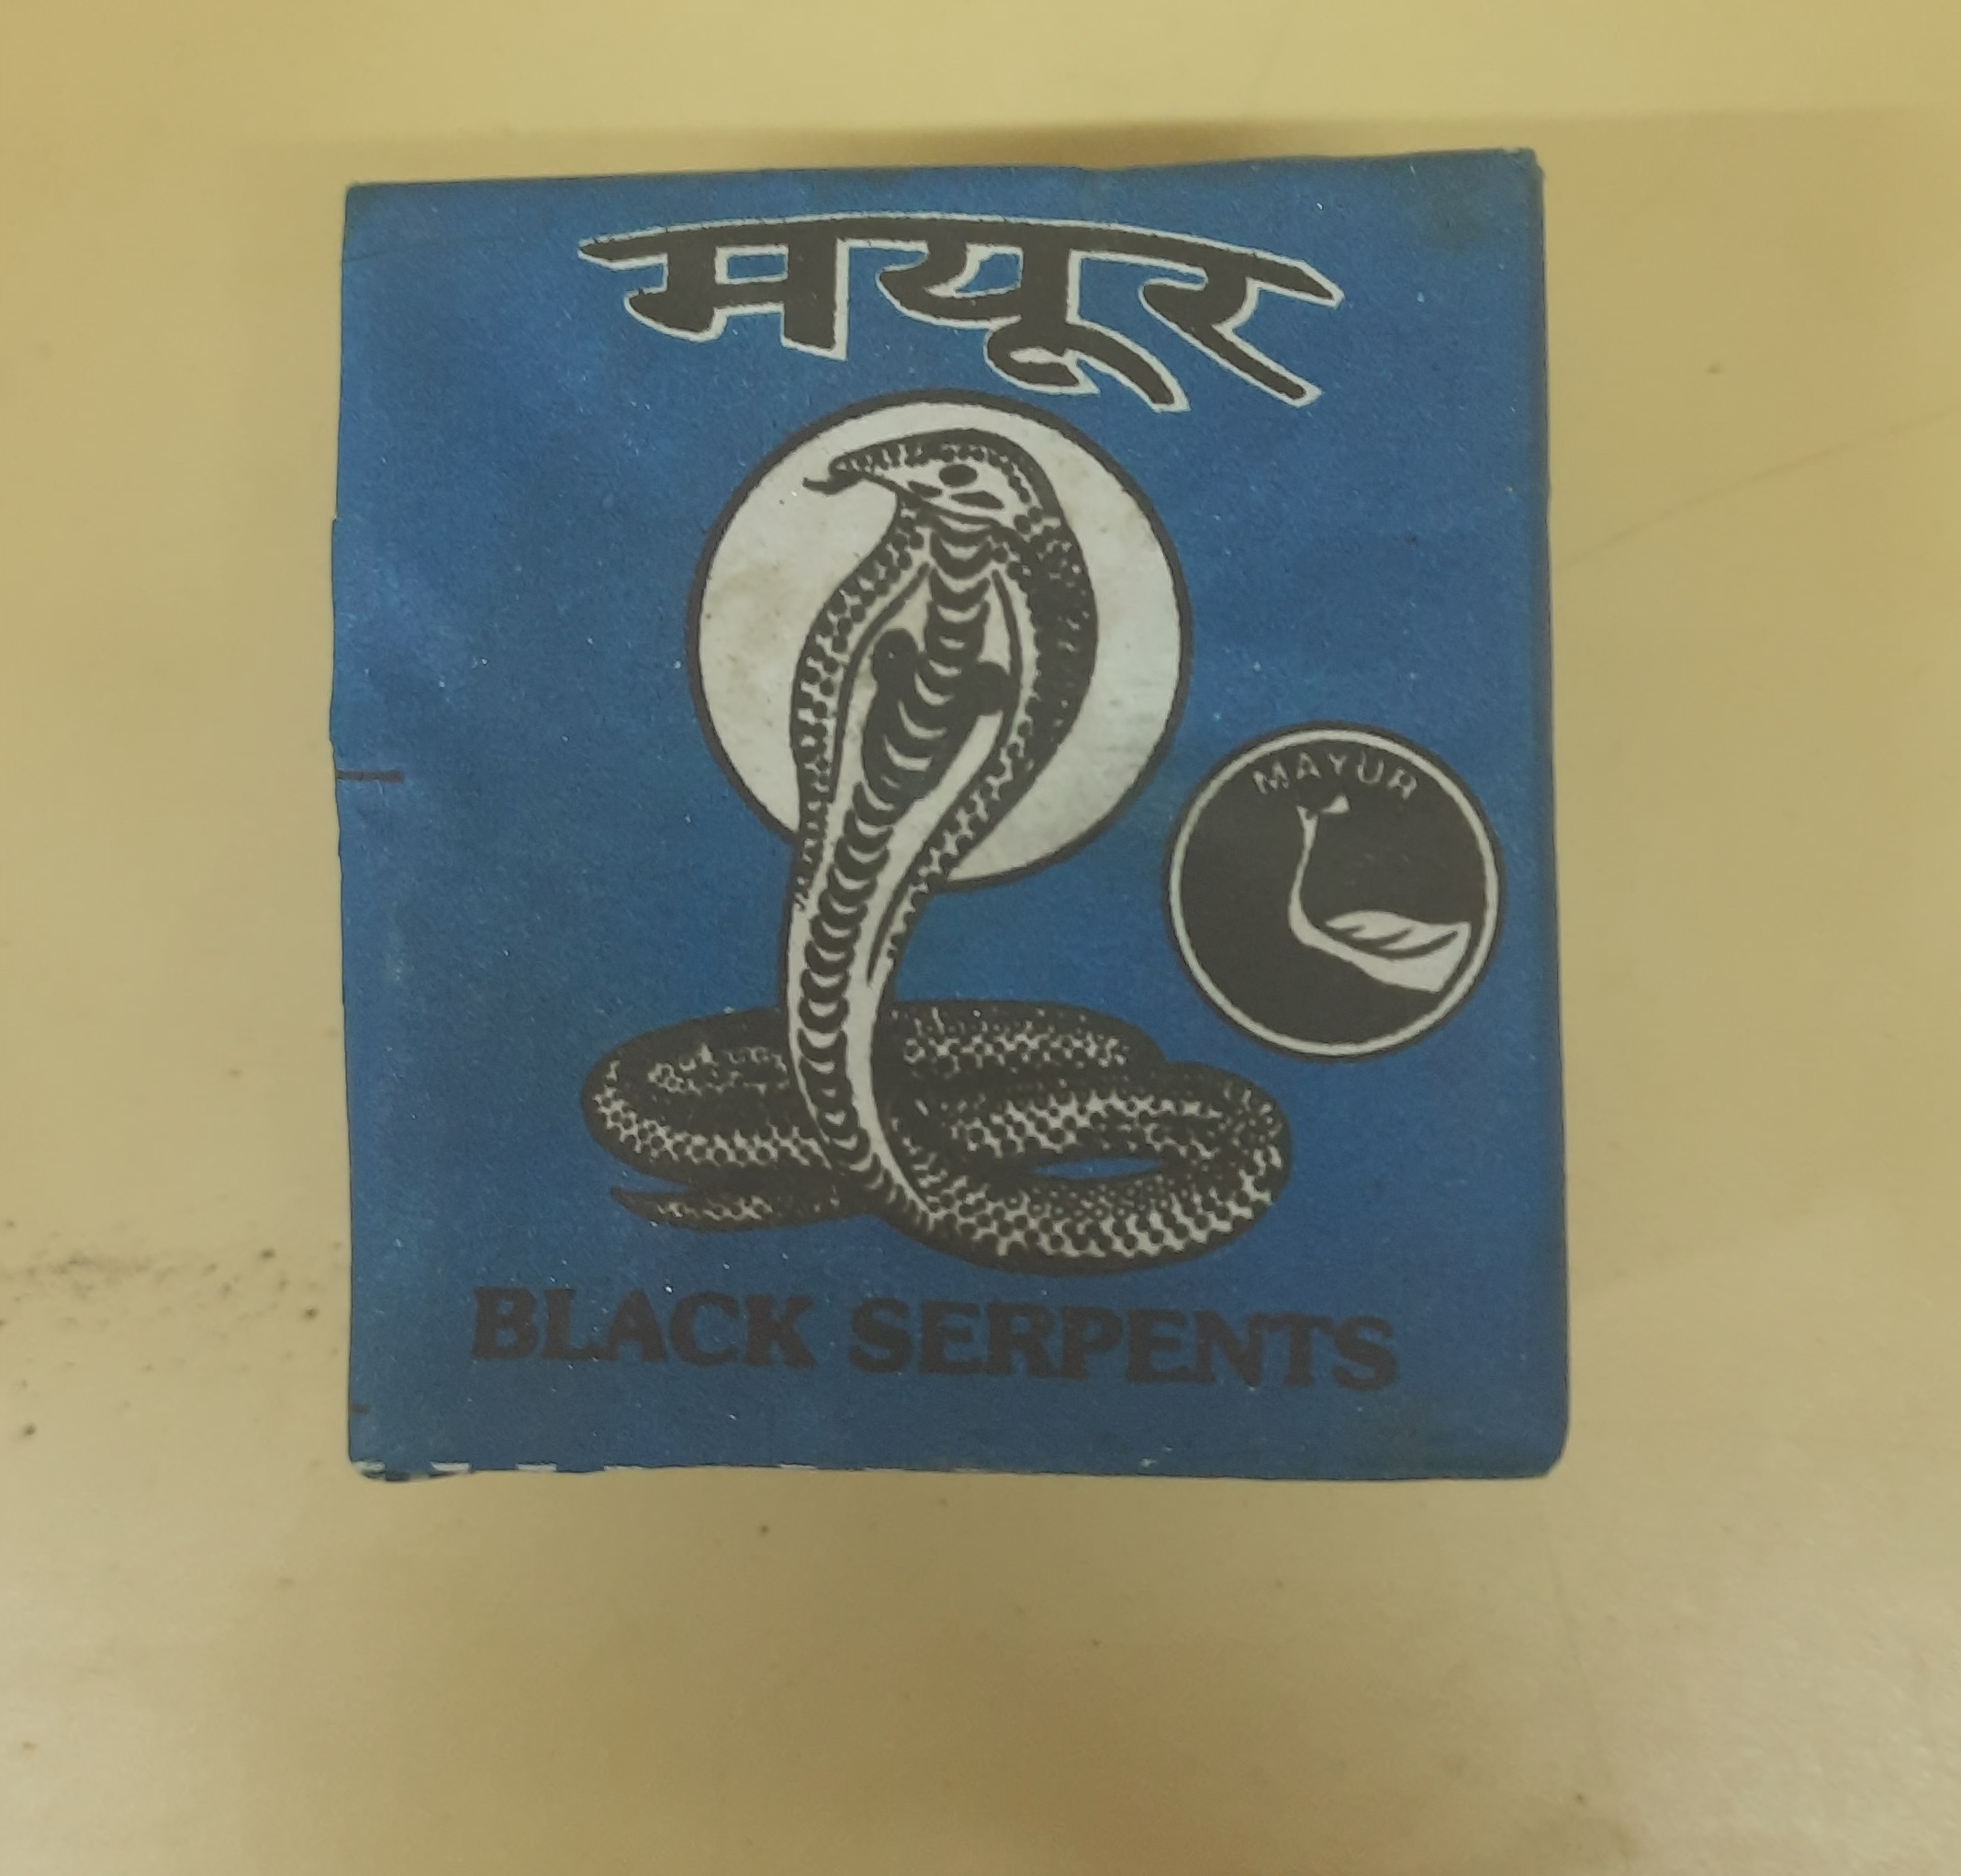 मयूर
MAYUR
BLACK SERPENTS